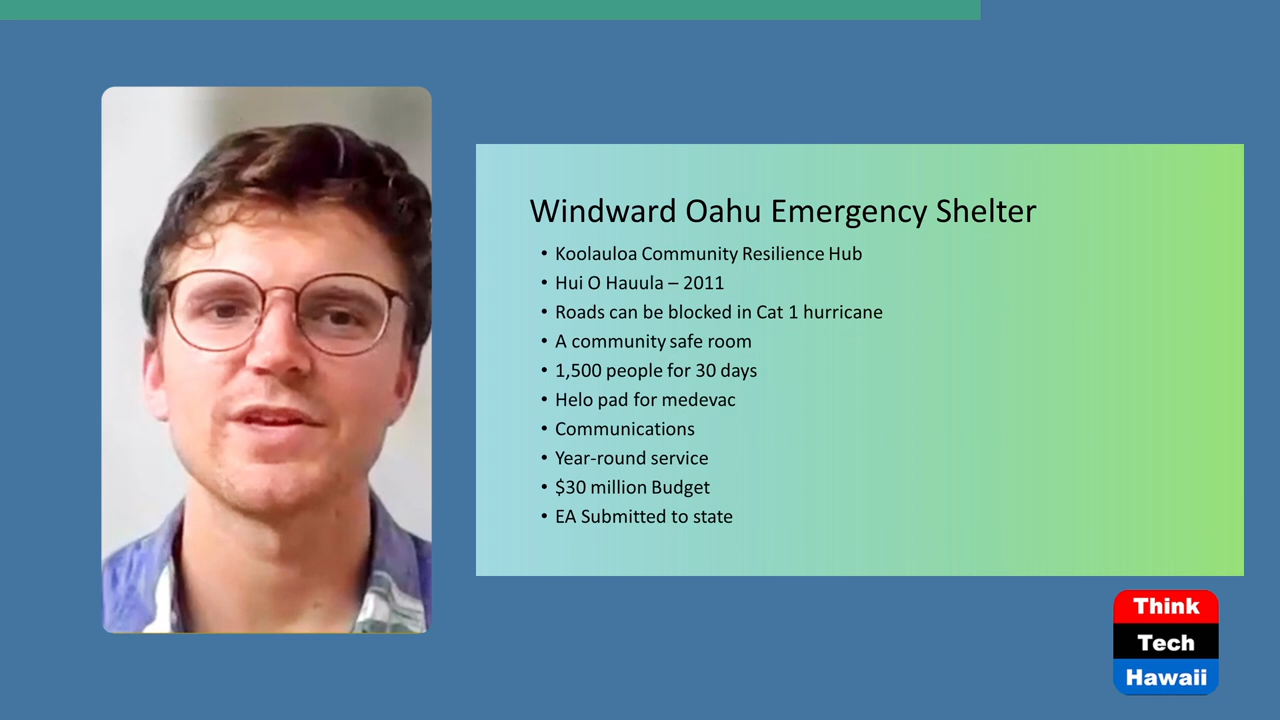 Windward Oahu Emergency Shelter
• Koolauloa Community Resilience Hub
• Hui O Hauula – 2011
• Roads can be blocked in Cat 1 hurricane
• A community safe room
• 1,500 people for 30 days
• Helo pad for medevac
• Communications
• Year-round service
• $30 million Budget
• EA Submitted to state
Think
Tech
Hawaii